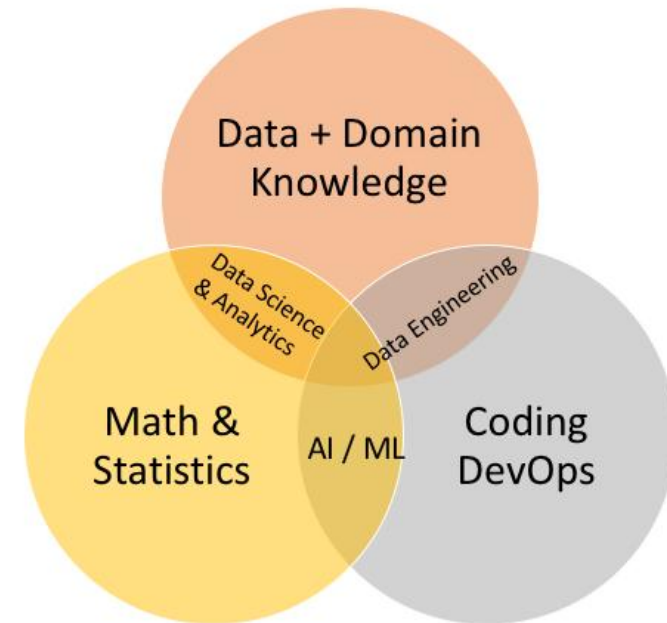 Data + Domain
Knowledge
Data Science
& Analytics
Data Engineering
Math &
Statistics
AI / ML
Coding
DevOps